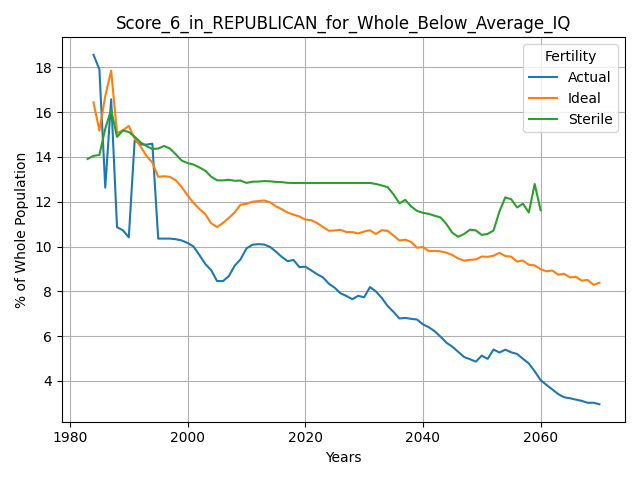 Score_6_in_REPUBLICAN_for_Whole_Below_Average_IQ
% of Whole Population
18
16
14
12
10
8
6
4
Fertility
Actual
Ideal
Sterile
1980
2000
2020
2040
2060
Years